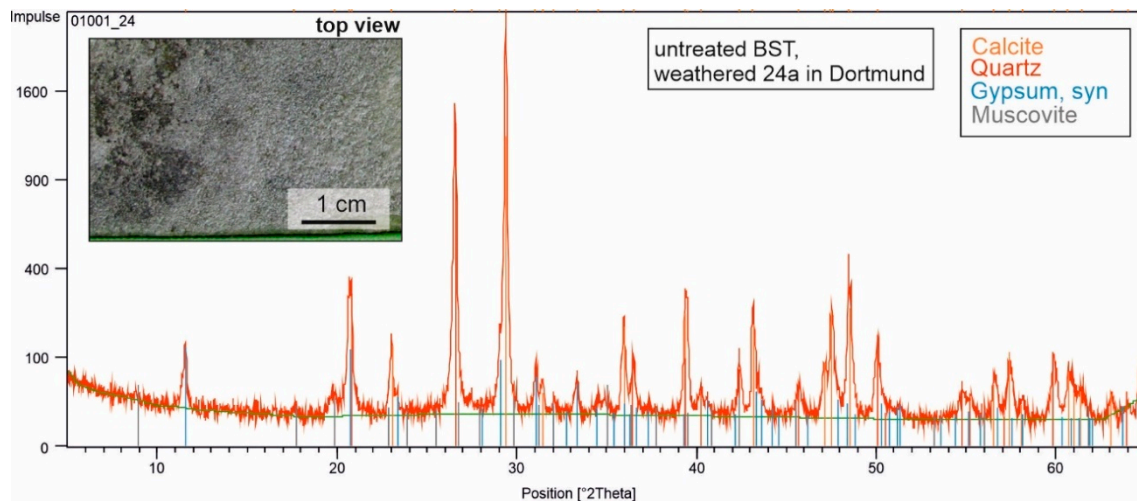 Impulse
01001_24
top view
untreated BST,
weathered 24a in Dortmund
Calcite
Quartz
Gypsum, syn
Muscovite
1600
900
400
100
0
1 cm
10
20
30
40
50
60
Position [°2Theta]